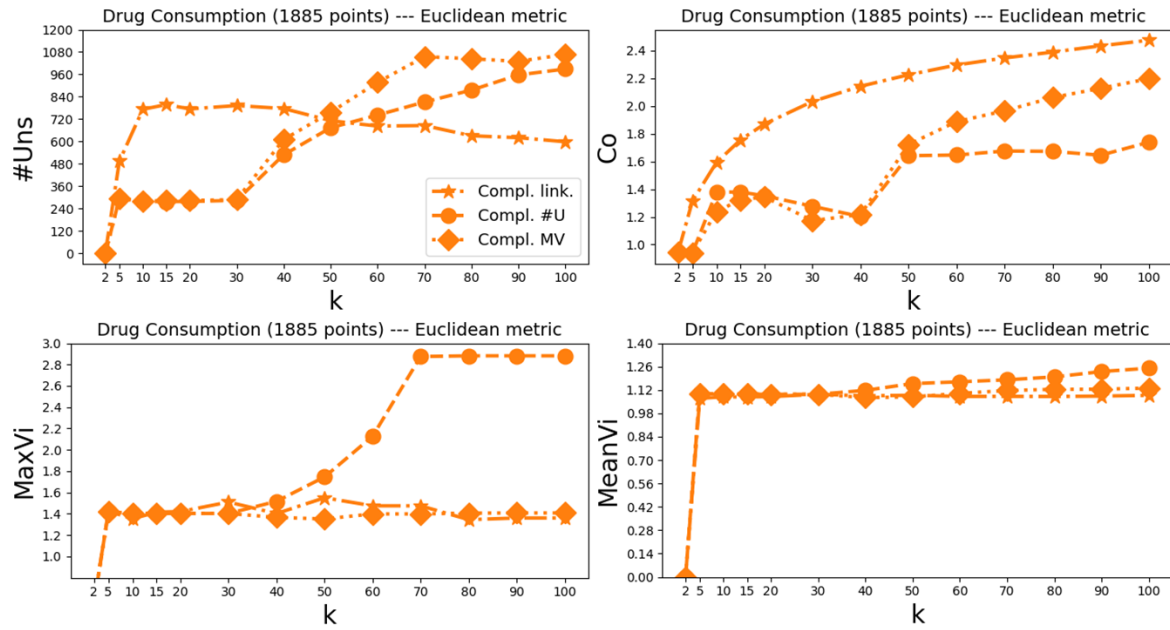 Drug Consumption (1885 points) --- Euclidean metric
#Uns
1200
1080
960
840
720
600
480
360
240
120
0
Compl. link.
Compl. #U
Compl. MV
2 5 10 15 20 30 40 50 60 70 80 90 100
k
Drug Consumption (1885 points) --- Euclidean metric
Co
2.4
2.2
2.0
1.8
1.6
1.4
1.2
1.0
2 5 10 15 20 30 40 50 60 70 80 90 100
k
Drug Consumption (1885 points) --- Euclidean metric
MaxVi
3.0
2.8
2.6
2.4
2.2
2.0
1.8
1.6
1.4
1.2
1.0
2 5 10 15 20 30 40 50 60 70 80 90 100
k
Drug Consumption (1885 points) --- Euclidean metric
MeanVi
1.40
1.26
1.12
0.98
0.84
0.70
0.56
0.42
0.28
0.14
0.00
2 5 10 15 20 30 40 50 60 70 80 90 100
k